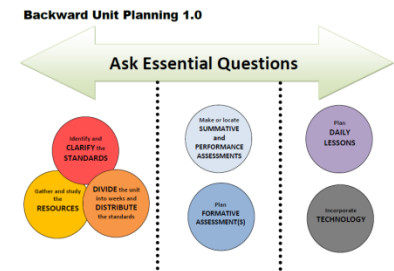 Backward Unit Planning 1.0
Ask Essential Questions
Identify and
CLARIFY the
STANDARDS
Gather and study
the
RESOURCES
DIVIDE the unit
into weeks and
DISTRIBUTE
the standards
Make or locate
SUMMATIVE
and
PERFORMANCE
ASSESSMENTS
Plan
FORMATIVE
ASSESSMENT(S)
Plan
DAILY
LESSONS
Incorporate
TECHNOLOGY